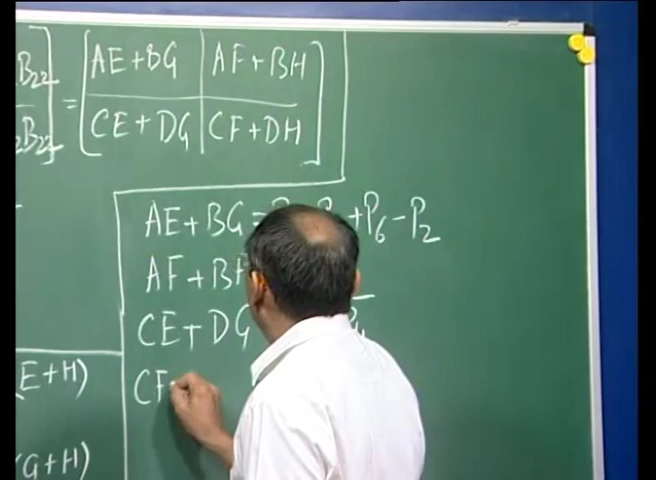 B22 = [AE+BG | AF+BH]
B22 [CE+DG | CF+DH]
AE+BG = P +P6-P2
AF+BF
CE+DG
CF
E+H)
G+H)